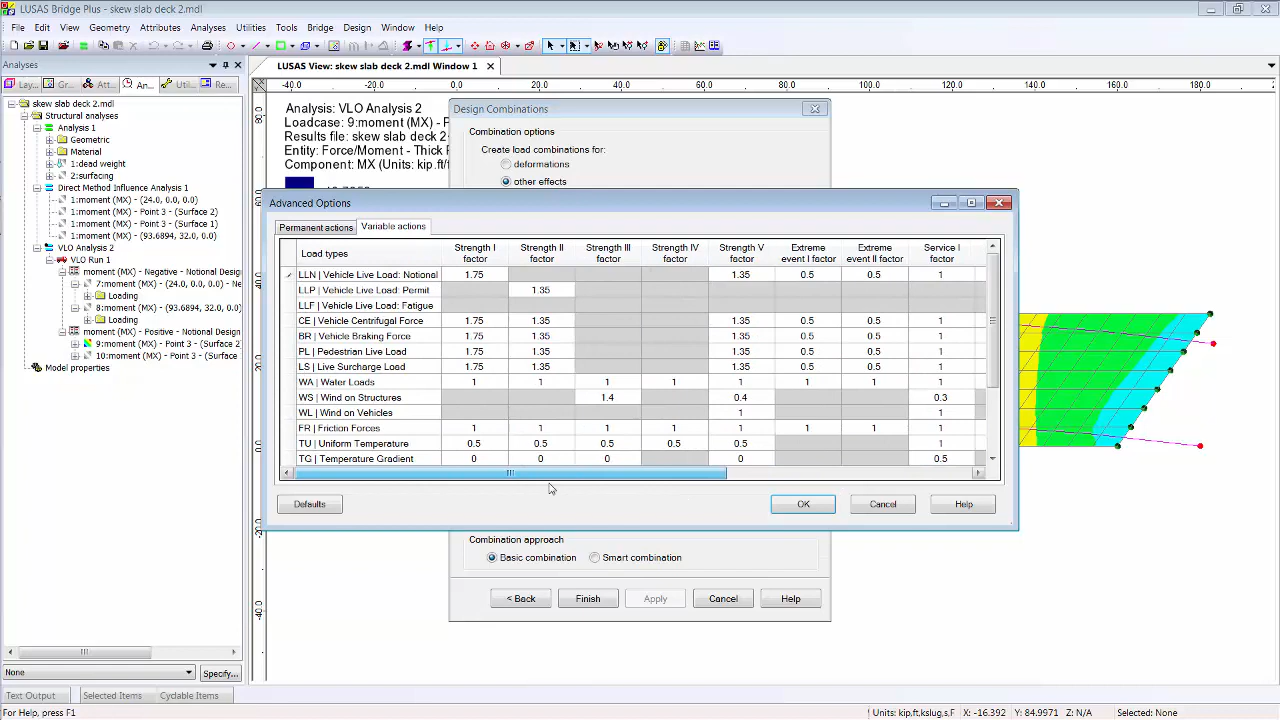 LUSAS Bridge Plus - skew slab deck 2.mdl
File Edit View Geometry Attributes Analyses Utilities Tools Bridge Design Window Help
Analyses
LUSAS View: skew slab deck 2.mdl Window 1
Lay... Gr... Att... An... Util... Re...
-40.0 -20.0 0.0 20.0 40.0 60.0 80.0 100.0 120.0 140.0 160.0 180.0
skew slab deck 2.mdl
Structural analyses
Analysis 1
Geometric
Material
1:dead weight
2:surfacing
Direct Method Influence Analysis 1
1:moment (MX) - (24.0, 0.0, 0.0)
1:moment (MX) - Point 3 - (Surface 2)
1:moment (MX) - Point 3 - (Surface 1)
1:moment (MX) - (93.6894, 32.0, 0.0)
VLO Analysis 2
VLO Run 1
moment (MX) - Negative - Notional Design
7:moment (MX) - (24.0, 0.0, 0.0) - Ne
Loading
8:moment (MX) - (93.6894, 32.0, 0.0)
Loading
moment (MX) - Positive - Notional Design
9:moment (MX) - Point 3 - (Surface
10:moment (MX) - Point 3 - (Surface
Model properties
Analysis: VLO Analysis 2
Loadcase: 9:moment (MX) - P
Results file: skew slab deck 2.m
Entity: Force/Moment - Thick F
Component: MX (Units: kip.ft/f
Design Combinations
Combination options
Create load combinations for:
deformations
other effects
Advanced Options
Permanent actions Variable actions
Load types Strength I factor Strength II factor Strength III factor Strength IV factor Strength V factor Extreme event I factor Extreme event II factor Service I factor
LLN | Vehicle Live Load: Notional 1.75 1.35 0.5 0.5 1
LLP | Vehicle Live Load: Permit 1.35
LLF | Vehicle Live Load: Fatigue
CE | Vehicle Centrifugal Force 1.75 1.35 1.35 0.5 0.5 1
BR | Vehicle Braking Force 1.75 1.35 1.35 0.5 0.5 1
PL | Pedestrian Live Load 1.75 1.35 1.35 0.5 0.5 1
LS | Live Surcharge Load 1.75 1.35 1.35 0.5 0.5 1
WA | Water Loads 1 1 1 1 1 1 1 1
WS | Wind on Structures 1.4 0.4 0.3
WL | Wind on Vehicles 1 1
FR | Friction Forces 1 1 1 1 1 1 1 1
TU | Uniform Temperature 0.5 0.5 0.5 0.5 0.5 1
TG | Temperature Gradient 0 0 0 0 0.5
Defaults OK Cancel Help
Combination approach
Basic combination Smart combination
< Back Finish Apply Cancel Help
None Specify...
Text Output Selected Items Cyclable Items
For Help, press F1 Units: kip,ft,kslug,s,F X: -16.392 Y: 84.9971 Z: N/A Selected: None